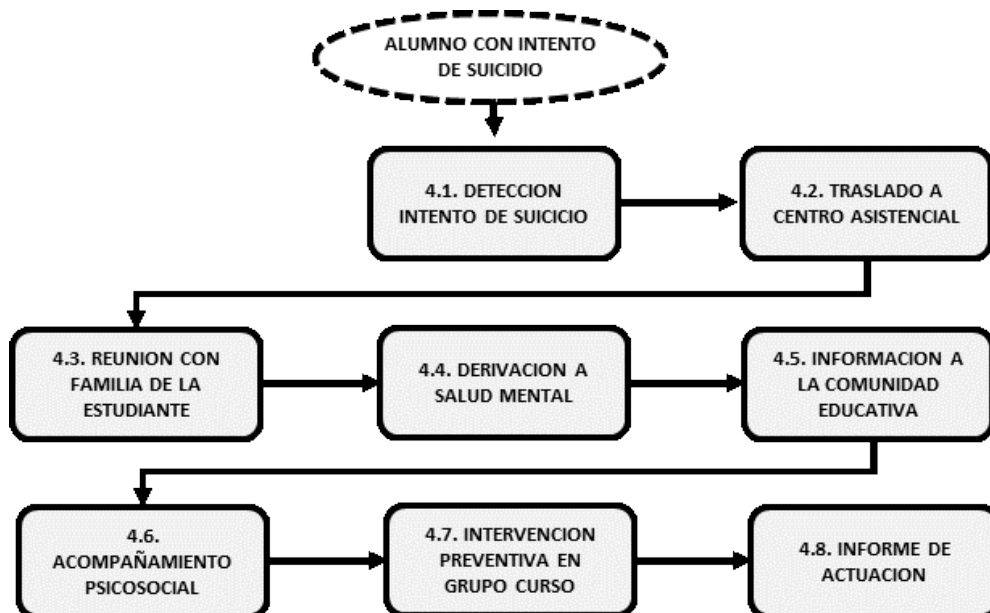 ALUMNO CON INTENTO
DE SUICIDIO
4.1. DETECCION
INTENTO DE SUICICIO
4.2. TRASLADO A
CENTRO ASISTENCIAL
4.3. REUNION CON
FAMILIA DE LA
ESTUDIANTE
4.4. DERIVACION A
SALUD MENTAL
4.5. INFORMACION A
LA COMUNIDAD
EDUCATIVA
4.6.
ACOMPAÑAMIENTO
PSICOSOCIAL
4.7. INTERVENCION
PREVENTIVA EN
GRUPO CURSO
4.8. INFORME DE
ACTUACION